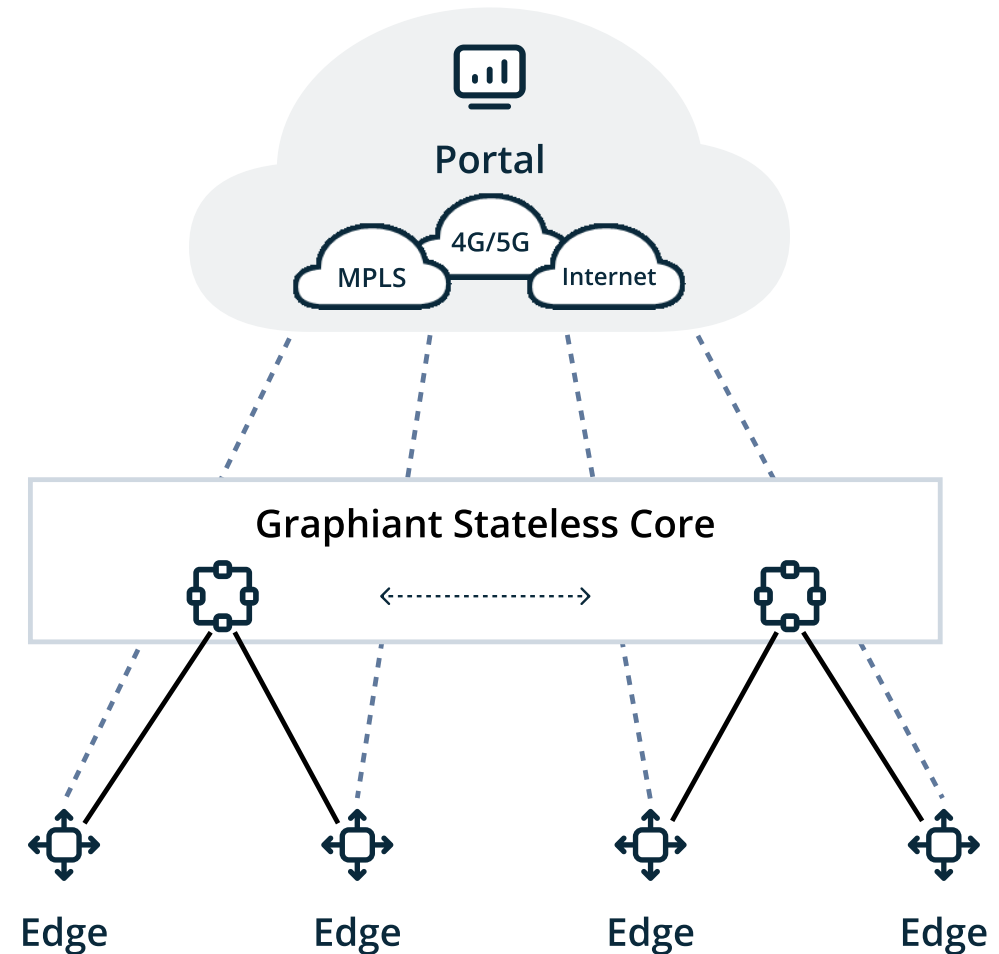 Portal
4G/5G
MPLS
Internet
Graphiant Stateless Core
Edge
Edge
Edge
Edge